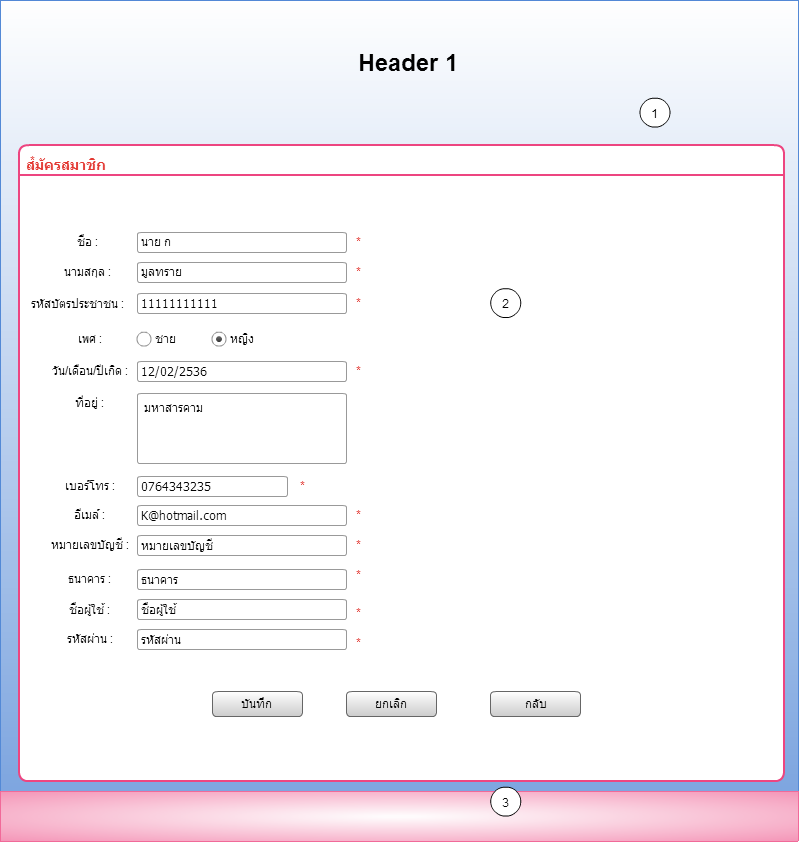 Header 1
1
ส์มัครสมาชิก
ชื่อ : นาย ก *
นามสกุล : มูลทราย *
รหัสบัตรประชาชน : 11111111111 *
2
เพศ : ชาย หญิง
วัน/เดือน/ปีเกิด : 12/02/2536 *
ที่อยู่ : มหาสารคาม
เบอร์โทร : 0764343235 *
อีเมล์ : K@hotmail.com *
หมายเลขบัญชี : หมายเลขบัญชี *
ธนาคาร : ธนาคาร *
ชื่อผู้ใช้ : ชื่อผู้ใช้ *
รหัสผ่าน : รหัสผ่าน *
บันทึก ยกเลิก กลับ
3